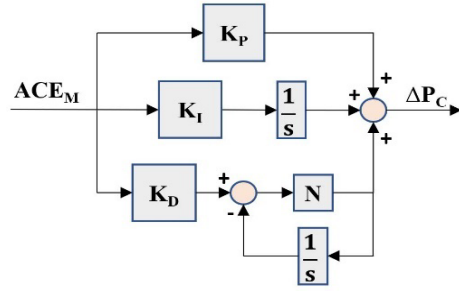 K_P
+
ACE_M
K_I
1/s
+
ΔP_C
+
K_D
+
-
N
1/s